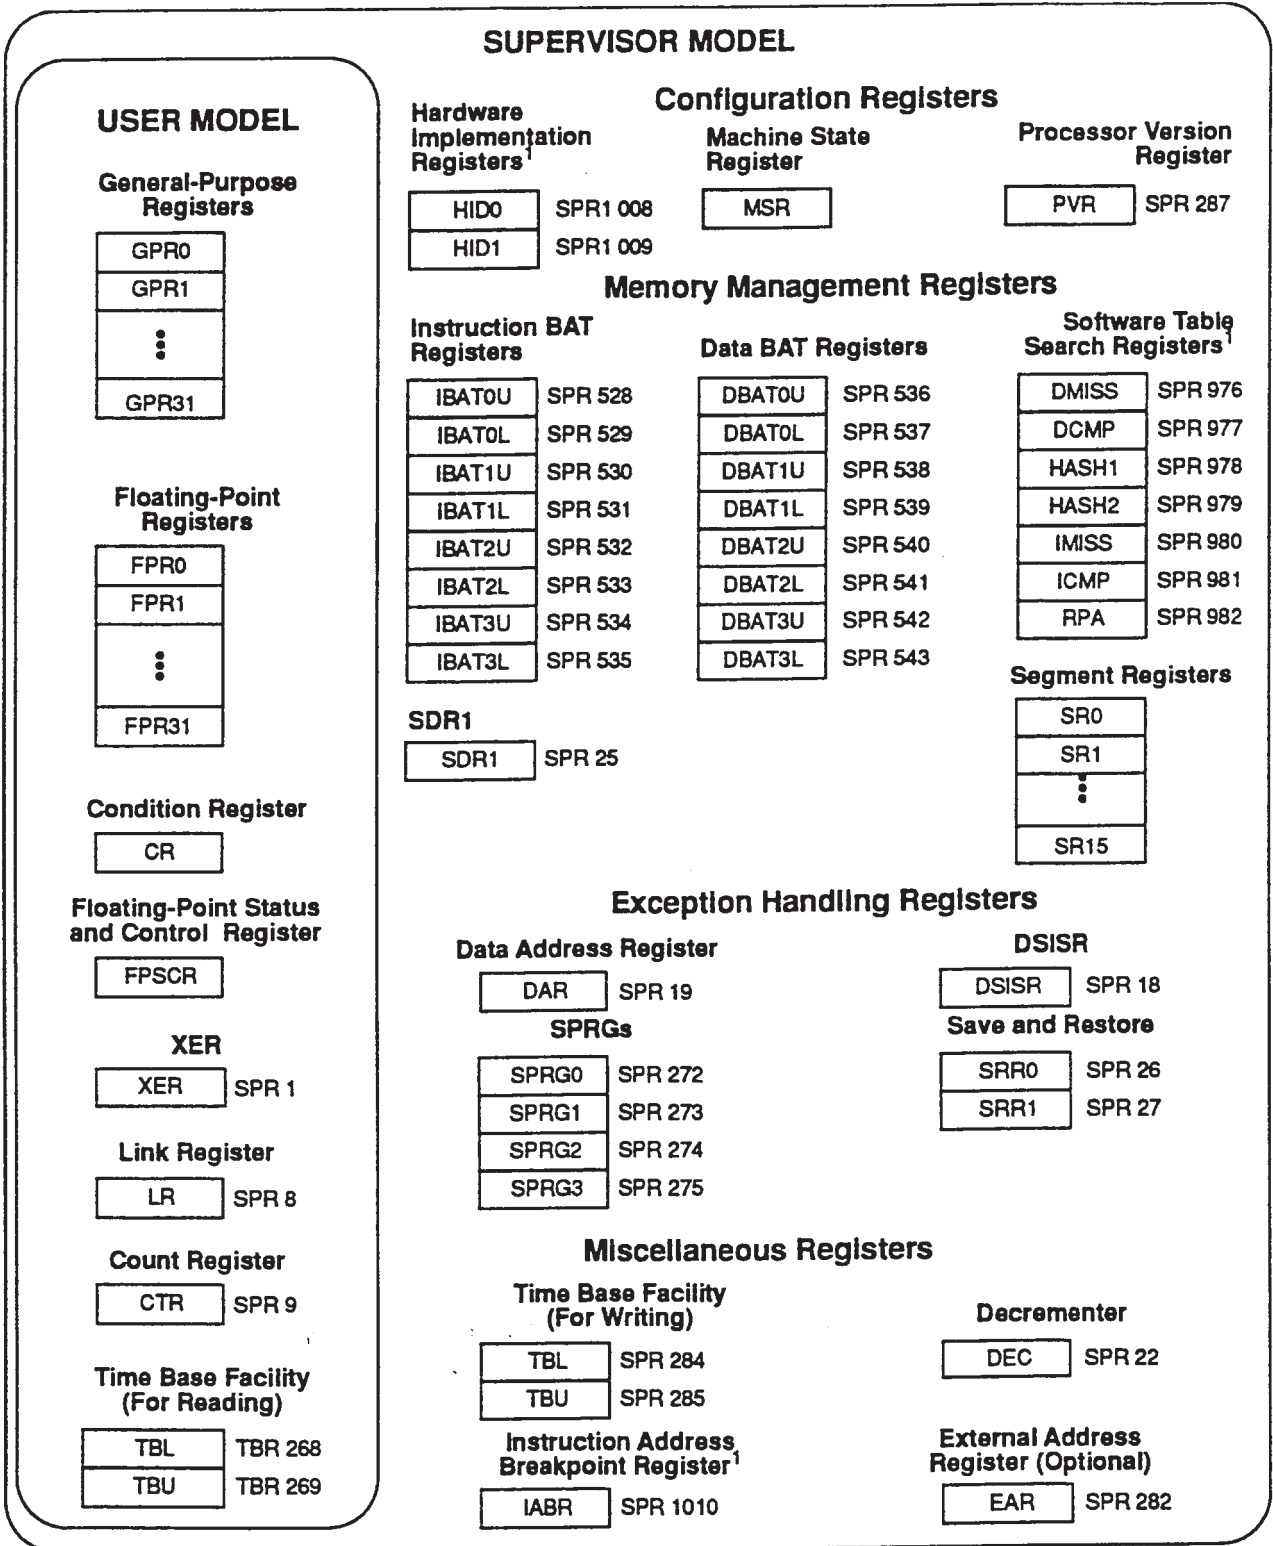 SUPERVISOR MODEL
USER MODEL
General-Purpose
Registers
GPR0
GPR1
GPR31
Floating-Point
Registers
FPR0
FPR1
FPR31
Condition Register
CR
Floating-Point Status
and Control Register
FPSCR
XER
XER SPR 1
Link Register
LR SPR 8
Count Register
CTR SPR 9
Time Base Facility
(For Reading)
TBL TBR 268
TBU TBR 269
Configuration Registers
Hardware
Implementation
Registers1
HID0 SPR1 008
HID1 SPR1 009
Machine State
Register
MSR
Processor Version
Register
PVR SPR 287
Memory Management Registers
Instruction BAT
Registers
IBAT0U SPR 528
IBAT0L SPR 529
IBAT1U SPR 530
IBAT1L SPR 531
IBAT2U SPR 532
IBAT2L SPR 533
IBAT3U SPR 534
IBAT3L SPR 535
Data BAT Registers
DBAT0U SPR 536
DBAT0L SPR 537
DBAT1U SPR 538
DBAT1L SPR 539
DBAT2U SPR 540
DBAT2L SPR 541
DBAT3U SPR 542
DBAT3L SPR 543
Software Table
Search Registers1
DMISS SPR 976
DCMP SPR 977
HASH1 SPR 978
HASH2 SPR 979
IMISS SPR 980
ICMP SPR 981
RPA SPR 982
SDR1
SDR1 SPR 25
Segment Registers
SR0
SR1
SR15
Exception Handling Registers
Data Address Register
DAR SPR 19
DSISR
DSISR SPR 18
SPRGs
SPRG0 SPR 272
SPRG1 SPR 273
SPRG2 SPR 274
SPRG3 SPR 275
Save and Restore
SRR0 SPR 26
SRR1 SPR 27
Miscellaneous Registers
Time Base Facility
(For Writing)
TBL SPR 284
TBU SPR 285
Decrementer
DEC SPR 22
Instruction Address
Breakpoint Register1
IABR SPR 1010
External Address
Register (Optional)
EAR SPR 282